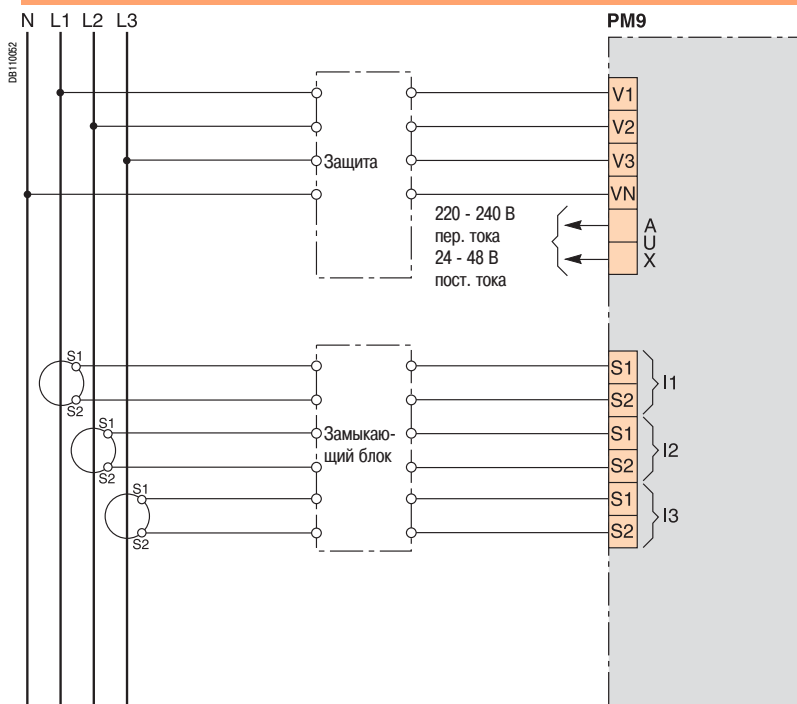 N L1 L2 L3
PM9
DB110052
V1
V2
Защита
V3
VN
220 - 240 В
пер. тока
24 - 48 В
пост. тока
AUX
S1
S2
S1
S2
S1
S2
Замыкаю-
щий блок
S1
S2
I1
S1
S2
I2
S1
S2
I3